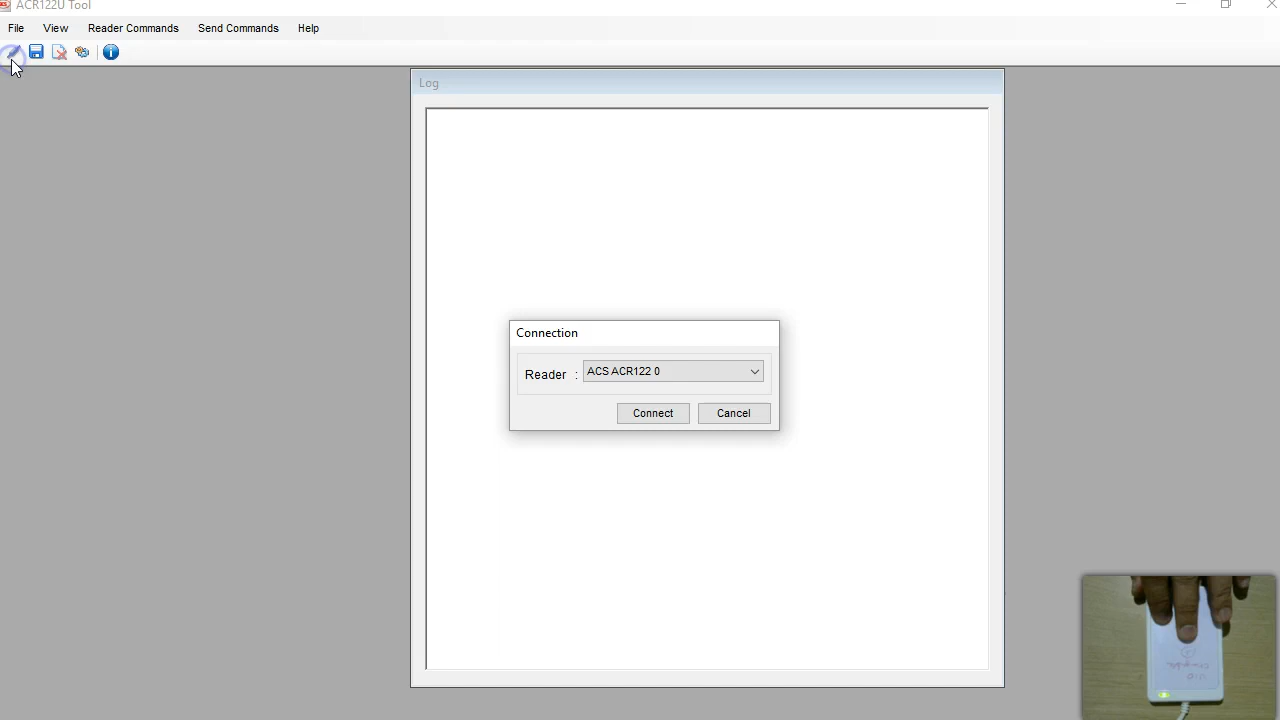 ACR122U Tool
File View Reader Commands Send Commands Help
Log
Connection
Reader : ACS ACR122 0
Connect Cancel